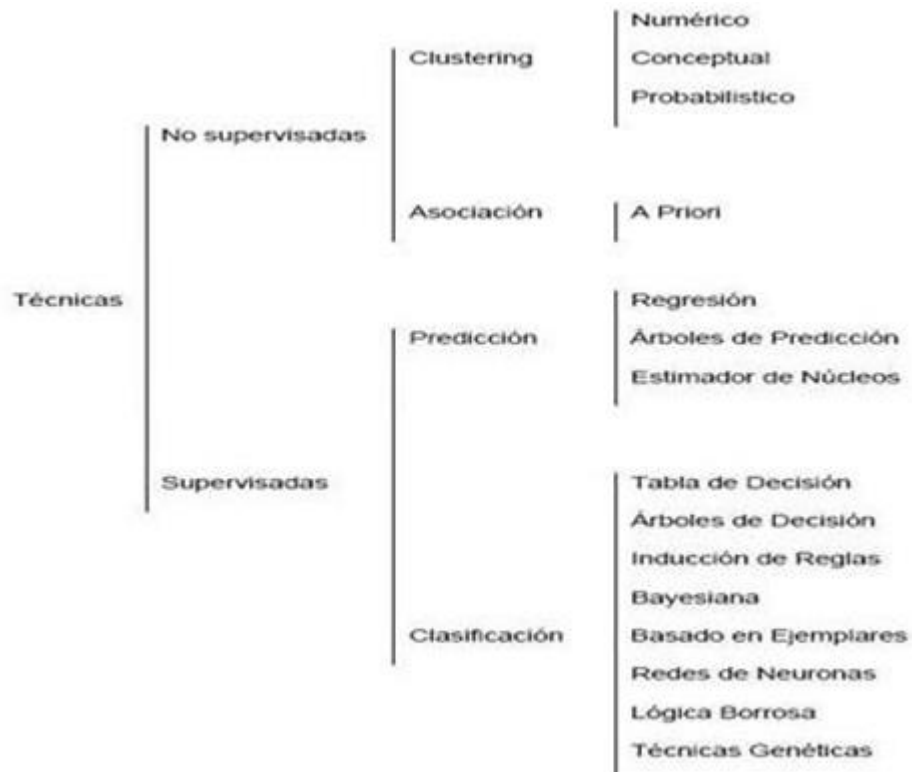 Técnicas
No supervisadas
Clustering
Numérico
Conceptual
Probabilistico
Asociación
A Priori
Supervisadas
Predicción
Regresión
Árboles de Predicción
Estimador de Núcleos
Clasificación
Tabla de Decisión
Árboles de Decisión
Inducción de Reglas
Bayesiana
Basado en Ejemplares
Redes de Neuronas
Lógica Borrosa
Técnicas Genéticas